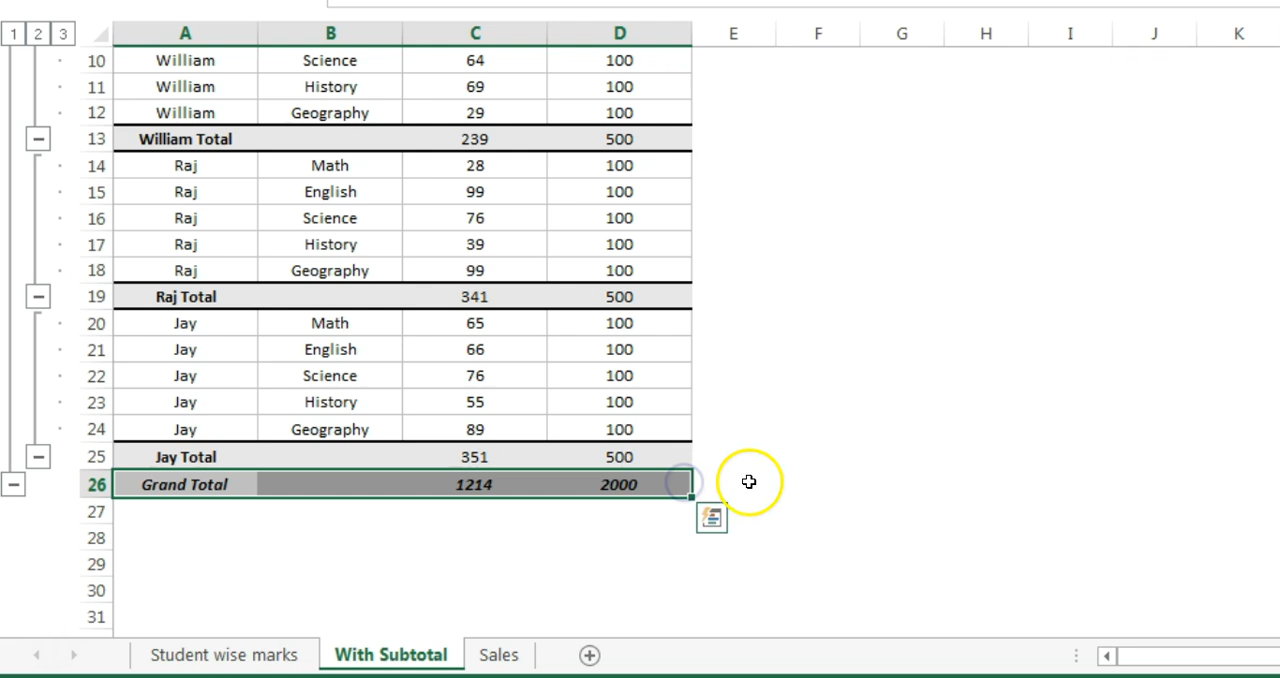 1 2 3 A B C D E F G H I J K
10 William Science 64 100
11 William History 69 100
12 William Geography 29 100
13 William Total 239 500
14 Raj Math 28 100
15 Raj English 99 100
16 Raj Science 76 100
17 Raj History 39 100
18 Raj Geography 99 100
19 Raj Total 341 500
20 Jay Math 65 100
21 Jay English 66 100
22 Jay Science 76 100
23 Jay History 55 100
24 Jay Geography 89 100
25 Jay Total 351 500
26 Grand Total 1214 2000
27
28
29
30
31
Student wise marks With Subtotal Sales